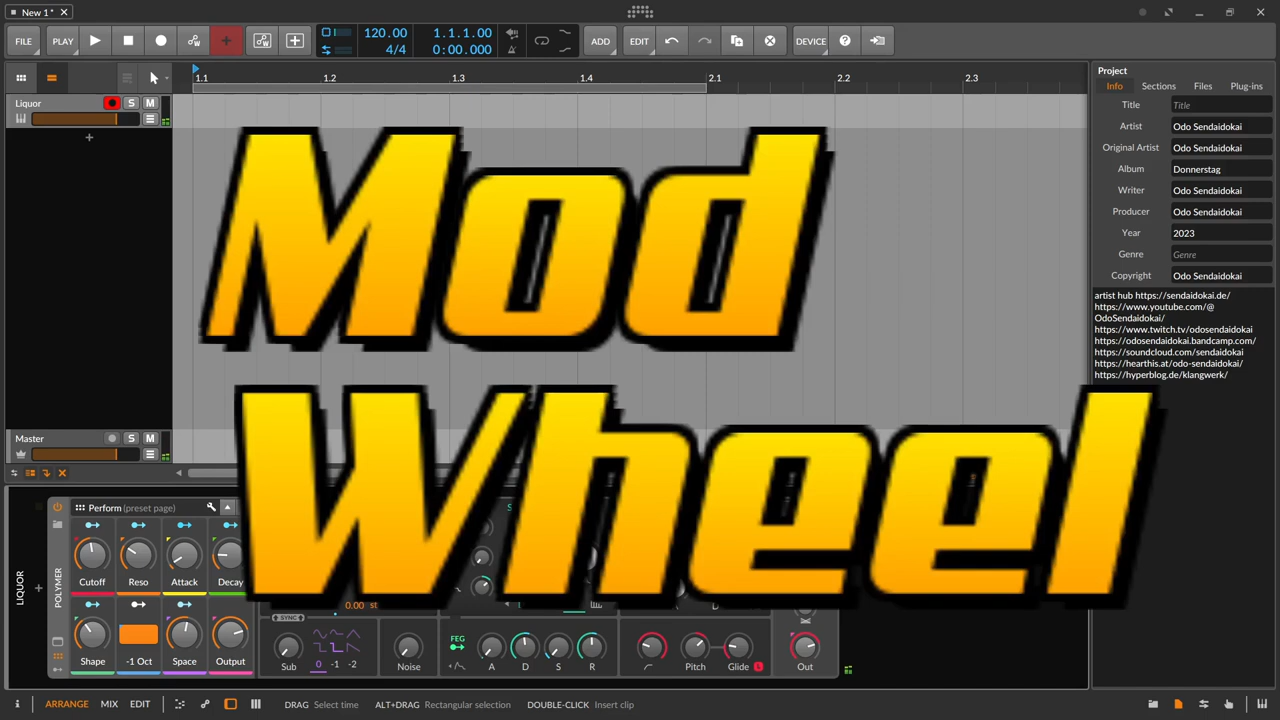 New 1*
FILE
PLAY
120.00
4/4
1.1.1.00
0:00.000
ADD
EDIT
DEVICE
1.1
1.2
1.3
1.4
2.1
2.2
2.3
Liquor
S
M
Mod
Wheel
Master
S
M
Project
Info
Sections
Files
Plug-ins
Title
Title
Artist
Odo Sendaidokai
Original Artist
Odo Sendaidokai
Album
Donnerstag
Writer
Odo Sendaidokai
Producer
Odo Sendaidokai
Year
2023
Genre
Genre
Copyright
Odo Sendaidokai
artist hub https://sendaidokai.de/
https://www.youtube.com/@
OdoSendaidokai/
https://www.twitch.tv/odosendaidokai
https://odosendaidokai.bandcamp.com/
https://soundcloud.com/sendaidokai
https://hearthis.at/odo-sendaidokai/
https://hyperblog.de/klangwerk/
LIQUOR
POLYMER
Perform (preset page)
Cutoff
Reso
Attack
Decay
Shape
-1 Oct
Space
Output
0.00 st
SYNC
Sub
0
-1
-2
Noise
FEG
A
D
S
R
Pitch
Glide
L
Out
ARRANGE
MIX
EDIT
DRAG Select time
ALT+DRAG Rectangular selection
DOUBLE-CLICK Insert clip